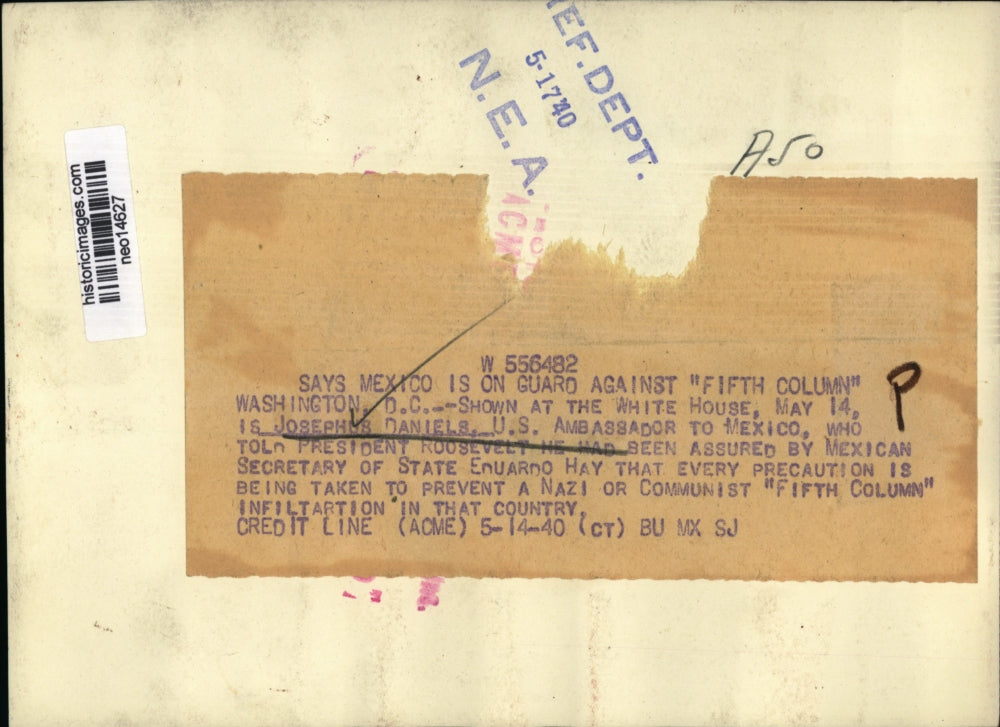 REF. DEPT.
5-17 40
N. E. A.
ACME
A50
historicimages.com
neo14627
W 556482
SAYS MEXICO IS ON GUARD AGAINST "FIFTH COLUMN"
WASHINGTON, D.C.--SHOWN AT THE WHITE HOUSE, MAY 14,
IS JOSEPHUS DANIELS, U.S. AMBASSADOR TO MEXICO, WHO
TOLD PRESIDENT ROOSEVELT HE HAD BEEN ASSURED BY MEXICAN
SECRETARY OF STATE EDUARDO HAY THAT EVERY PRECAUTION IS
BEING TAKEN TO PREVENT A NAZI OR COMMUNIST "FIFTH COLUMN"
INFILTARTION IN THAT COUNTRY.
CREDIT LINE (ACME) 5-14-40 (CT) BU MX SJ
P